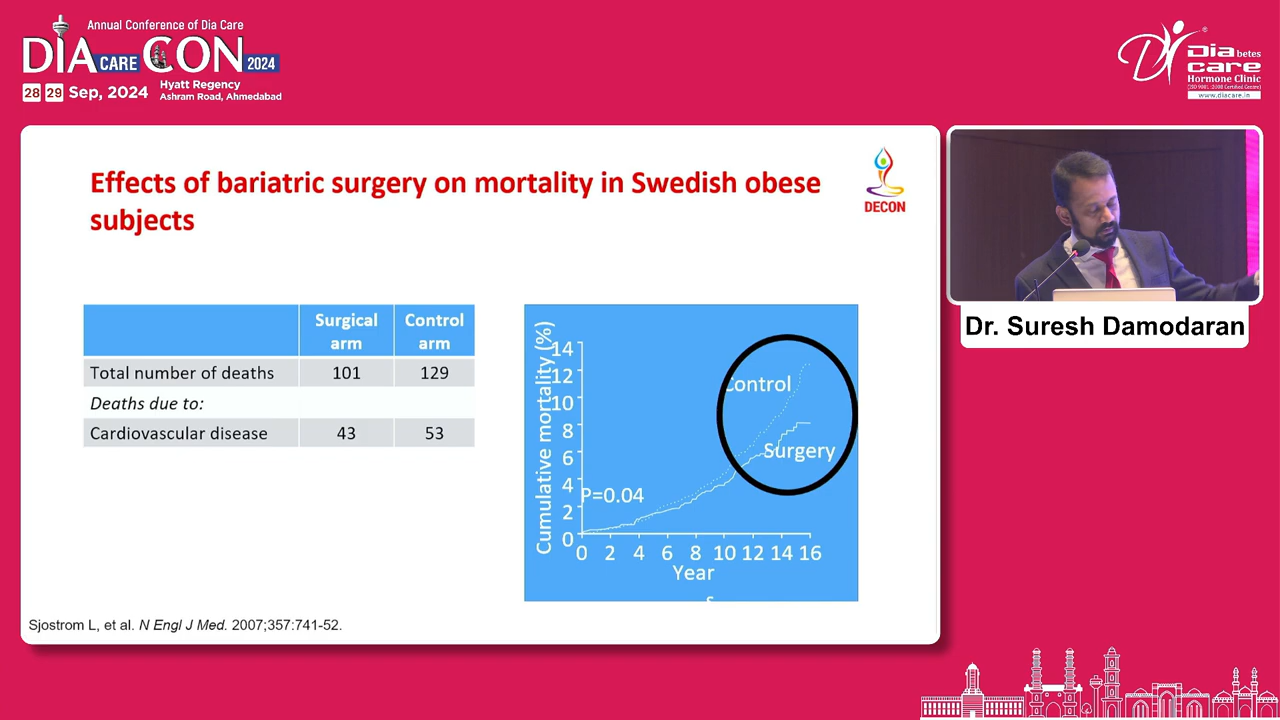 Annual Conference of Dia Care
DIA CARE CON 2024
28 29 Sep, 2024
Hyatt Regency
Ashram Road, Ahmedabad
Diabetes
care
Hormone Clinic
www.diacare.in
Effects of bariatric surgery on mortality in Swedish obese
subjects
DECON
Surgical arm
Control arm
Total number of deaths 101 129
Deaths due to:
Cardiovascular disease 43 53
Cumulative mortality (%)
14
12
10
8
6
4
2
0
Control
Surgery
P=0.04
0 2 4 6 8 10 12 14 16
Year
s
Sjostrom L, et al. N Engl J Med. 2007;357:741-52.
Dr. Suresh Damodaran